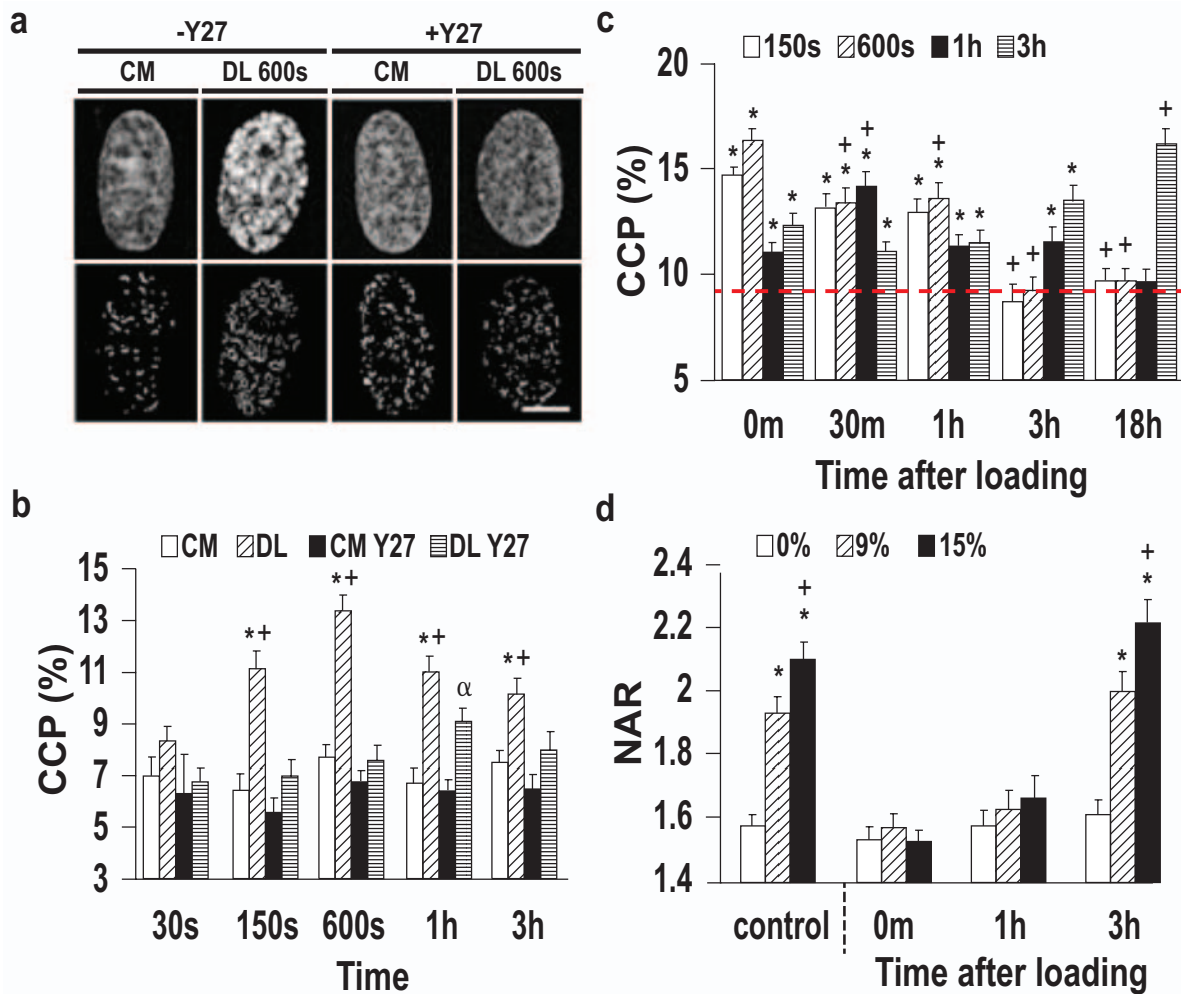 a
-Y27 +Y27
CM DL 600s CM DL 600s
b
CM DL CM Y27 DL Y27
CCP (%)
15
13
11
9
7
5
3
*+
*+
*+
α
*+
30s 150s 600s 1h 3h
Time
c
150s 600s 1h 3h
CCP (%)
20
15
10
5
* * * *
* + * + * *
* + * * *
+ + * *
+ + +
0m 30m 1h 3h 18h
Time after loading
d
0% 9% 15%
NAR
2.4
2.2
2
1.8
1.6
1.4
* + *
* + *
control 0m 1h 3h
Time after loading